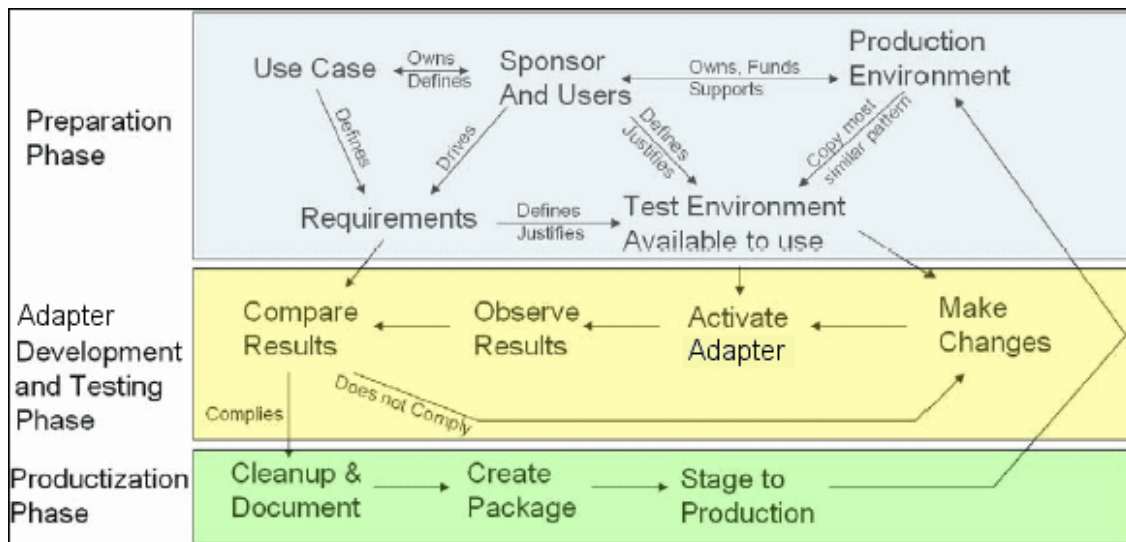 Preparation
Phase
Use Case
Owns
Defines
Sponsor
And Users
Owns, Funds
Supports
Production
Environment
Defines
Drives
Defines
Justifies
Copy most
similar pattern
Requirements
Defines
Justifies
Test Environment
Available to use
Adapter
Development
and Testing
Phase
Compare
Results
Observe
Results
Activate
Adapter
Make
Changes
Complies
Does not Comply
Productization
Phase
Cleanup &
Document
Create
Package
Stage to
Production